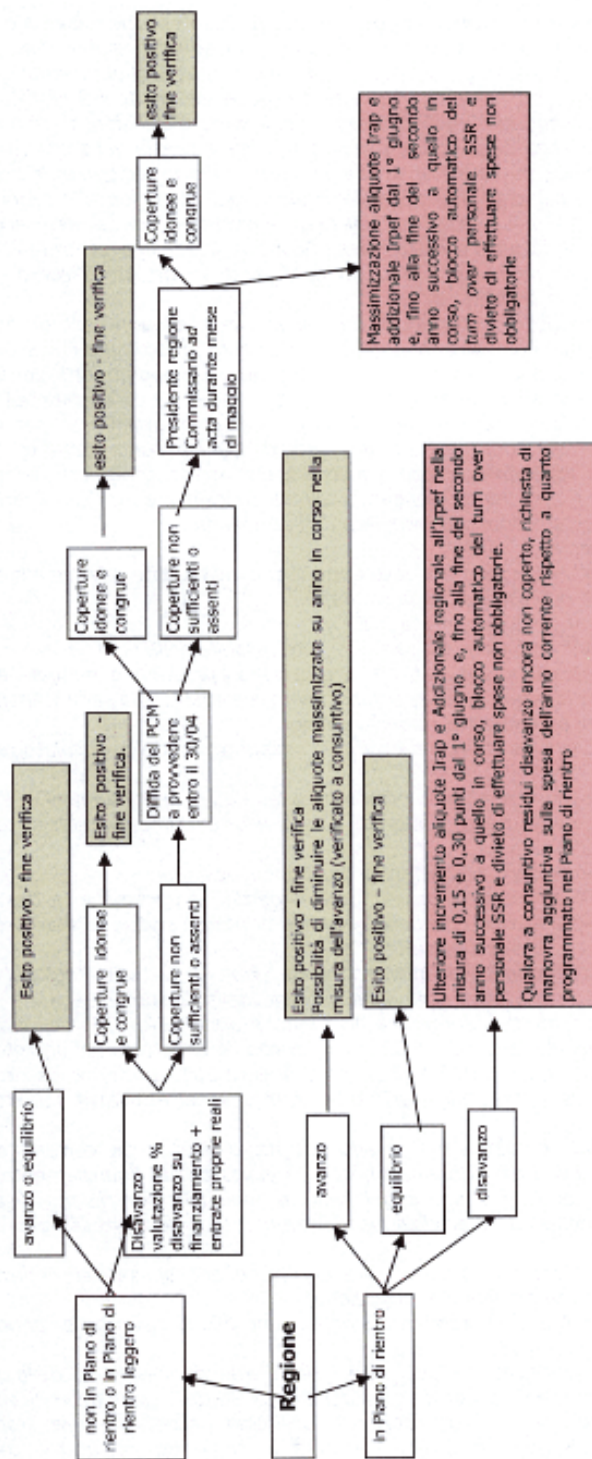 Regione
non in Piano di
rientro o in Piano di
rientro leggero
avanzo o equilibrio
Esito positivo - fine verifica
Disavanzo
valutazione %
disavanzo su
finanziamento +
entrate proprie reali
Coperture idonee
e congrue
Esito positivo -
fine verifica.
Coperture non
sufficienti o assenti
Diffida del PCM
a provvedere
entro il 30/04
Coperture
idonee e
congrue
esito positivo - fine verifica
Coperture non
sufficienti o
assenti
Presidente regione
Commissario ad
acta durante mese
di maggio
Coperture
idonee e
congrue
esito positivo
fine verifica
Massimizzazione aliquote Irap e
addizionale Irpef dal 1° giugno
e, fino alla fine del secondo
anno successivo a quello in
corso, blocco automatico del
turn over personale SSR e
divieto di effettuare spese non
obbligatorie
in Piano di rientro
avanzo
Esito positivo – fine verifica
Possibilità di diminuire le aliquote massimizzate su anno in corso nella
misura dell'avanzo (verificato a consuntivo)
equilibrio
Esito positivo – fine verifica
disavanzo
Ulteriore incremento aliquote Irap e Addizionale regionale all'Irpef nella
misura di 0,15 e 0,30 punti dal 1° giugno e, fino alla fine del secondo
anno successivo a quello in corso, blocco automatico del turn over
personale SSR e divieto di effettuare spese non obbligatorie.
Qualora a consuntivo residui disavanzo ancora non coperto, richiesta di
manovra aggiuntiva sulla spesa dell'anno corrente rispetto a quanto
programmato nel Piano di rientro